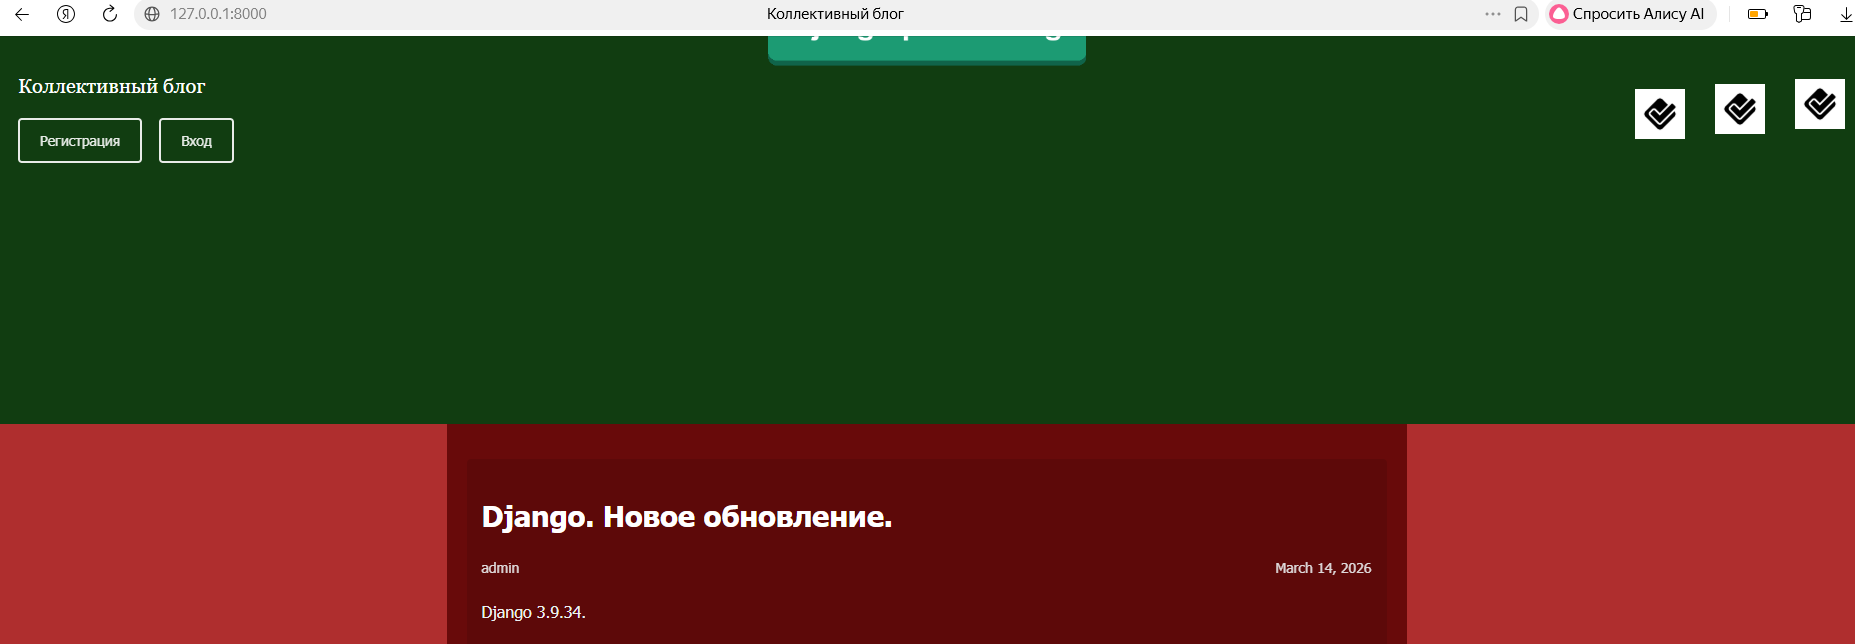 127.0.0.1:8000
Коллективный блог
Спросить Алису AI
Коллективный блог
Регистрация
Вход
Django. Новое обновление.
admin
March 14, 2026
Django 3.9.34.